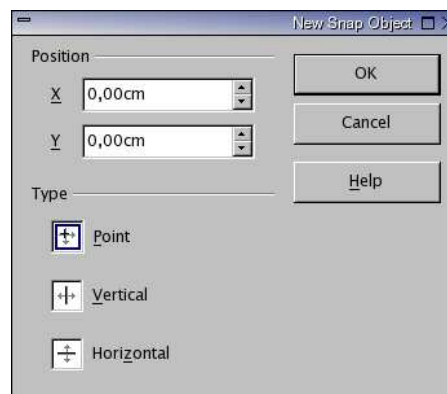 New Snap Object
Position
X 0,00cm
Y 0,00cm
OK
Cancel
Help
Type
Point
Vertical
Horizontal